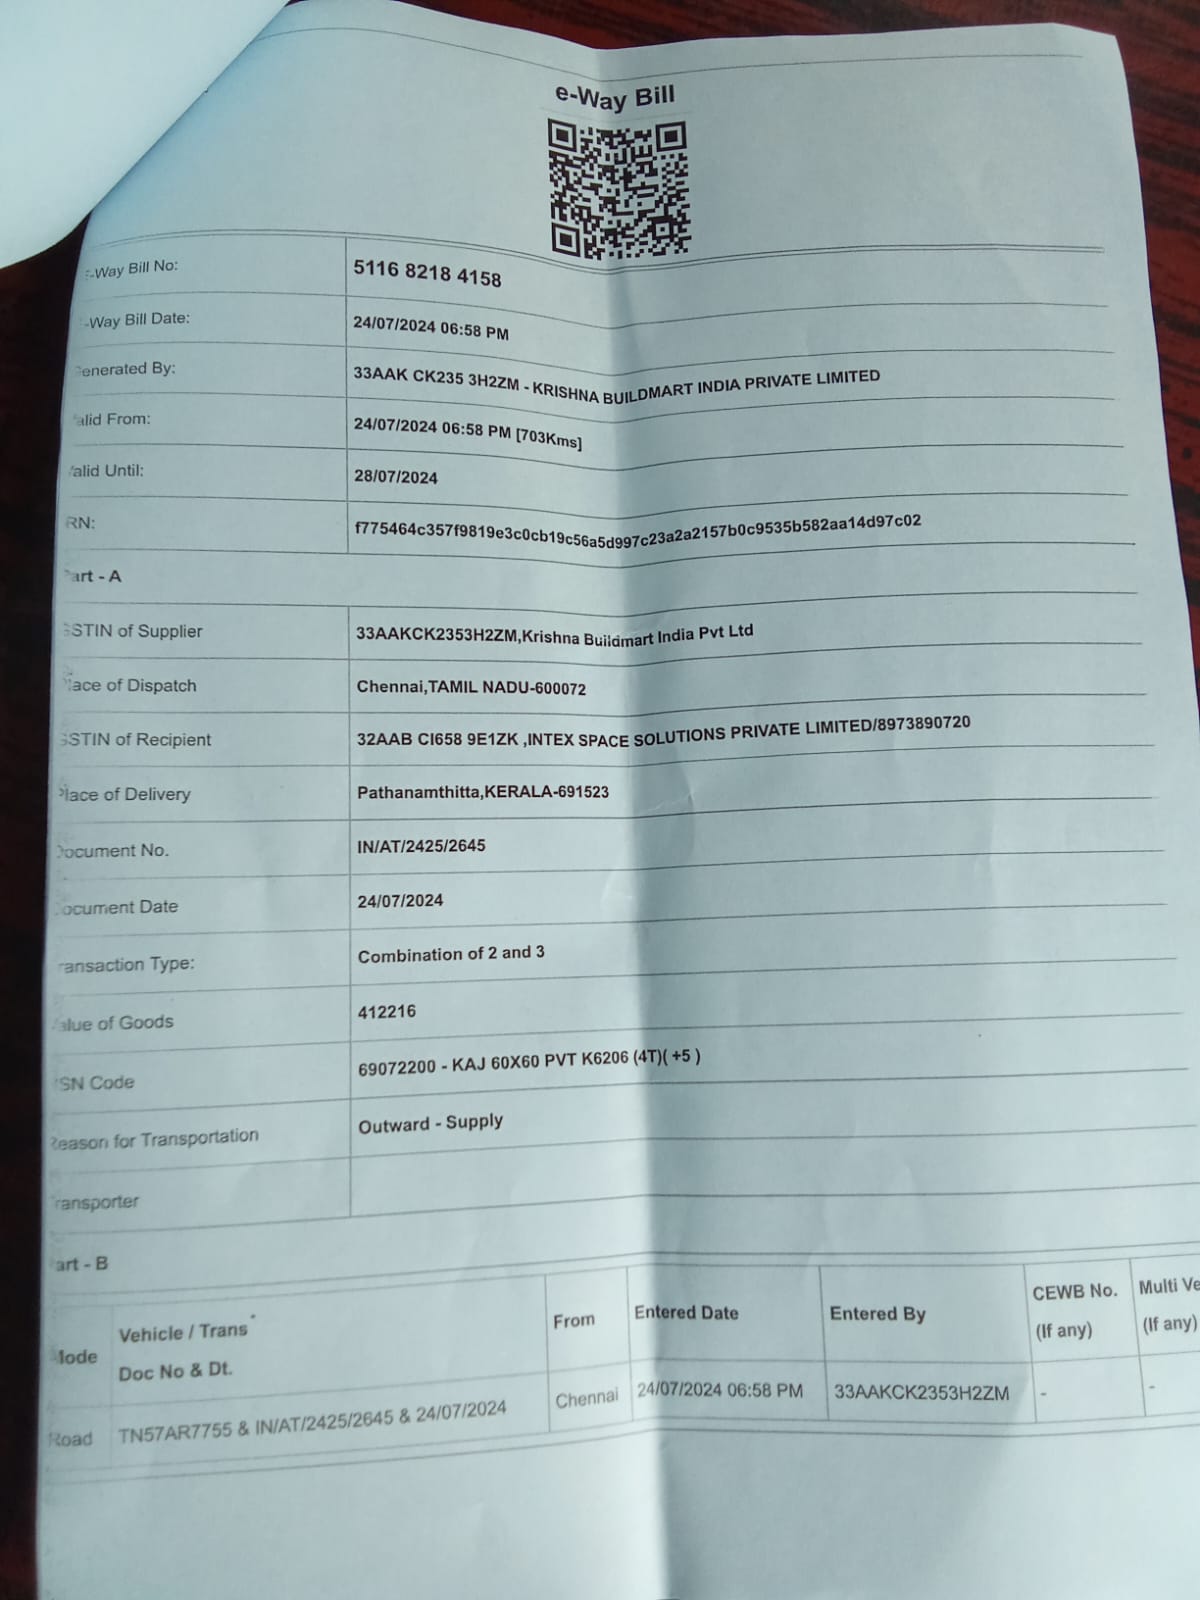 e-Way Bill
-Way Bill No: 5116 8218 4158
-Way Bill Date: 24/07/2024 06:58 PM
enerated By: 33AAK CK235 3H2ZM - KRISHNA BUILDMART INDIA PRIVATE LIMITED
alid From: 24/07/2024 06:58 PM [703Kms]
alid Until: 28/07/2024
RN: f775464c357f9819e3c0cb19c56a5d997c23a2a2157b0c9535b582aa14d97c02
art - A
STIN of Supplier 33AAKCK2353H2ZM,Krishna Buildmart India Pvt Ltd
lace of Dispatch Chennai,TAMIL NADU-600072
STIN of Recipient 32AAB CI658 9E1ZK ,INTEX SPACE SOLUTIONS PRIVATE LIMITED/8973890720
Place of Delivery Pathanamthitta,KERALA-691523
ocument No. IN/AT/2425/2645
ocument Date 24/07/2024
ransaction Type: Combination of 2 and 3
alue of Goods 412216
SN Code 69072200 - KAJ 60X60 PVT K6206 (4T)( +5 )
Reason for Transportation Outward - Supply
ransporter
art - B
Mode Vehicle / Trans Doc No & Dt. From Entered Date Entered By CEWB No. (If any) Multi Ve (If any)
Road TN57AR7755 & IN/AT/2425/2645 & 24/07/2024 Chennai 24/07/2024 06:58 PM 33AAKCK2353H2ZM - -